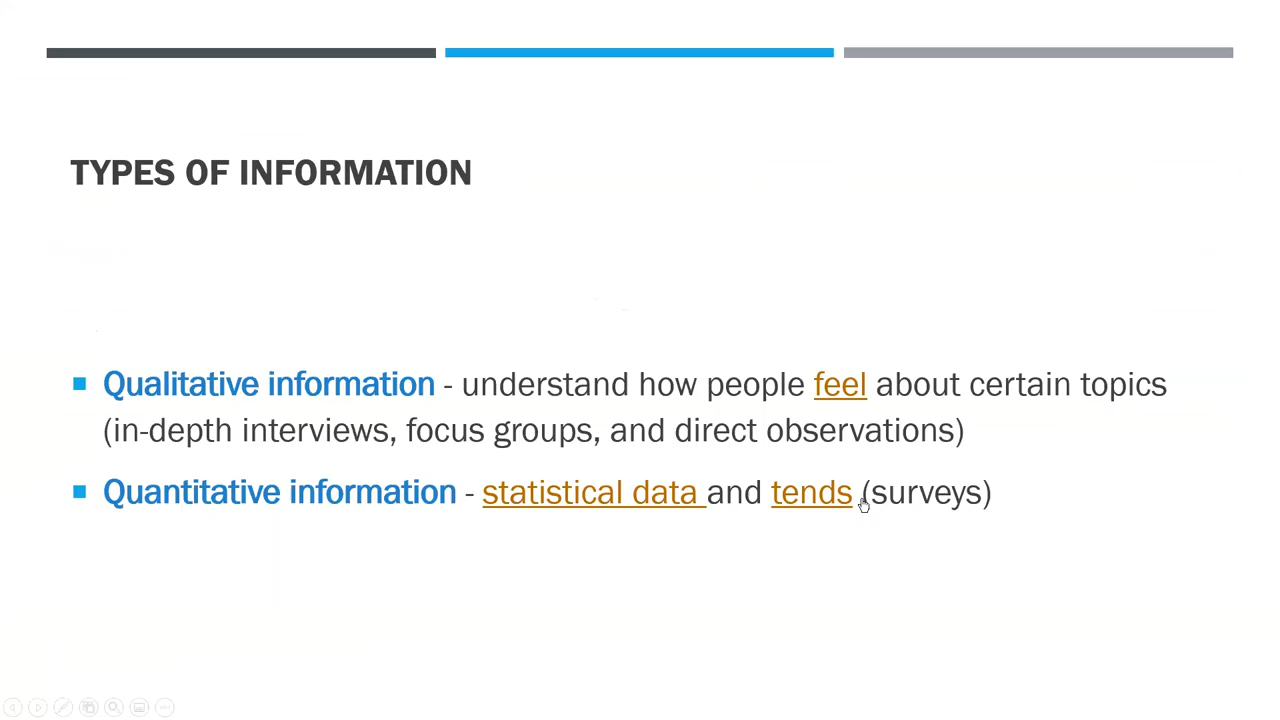 TYPES OF INFORMATION
Qualitative information - understand how people feel about certain topics
(in-depth interviews, focus groups, and direct observations)
Quantitative information - statistical data and tends (surveys)